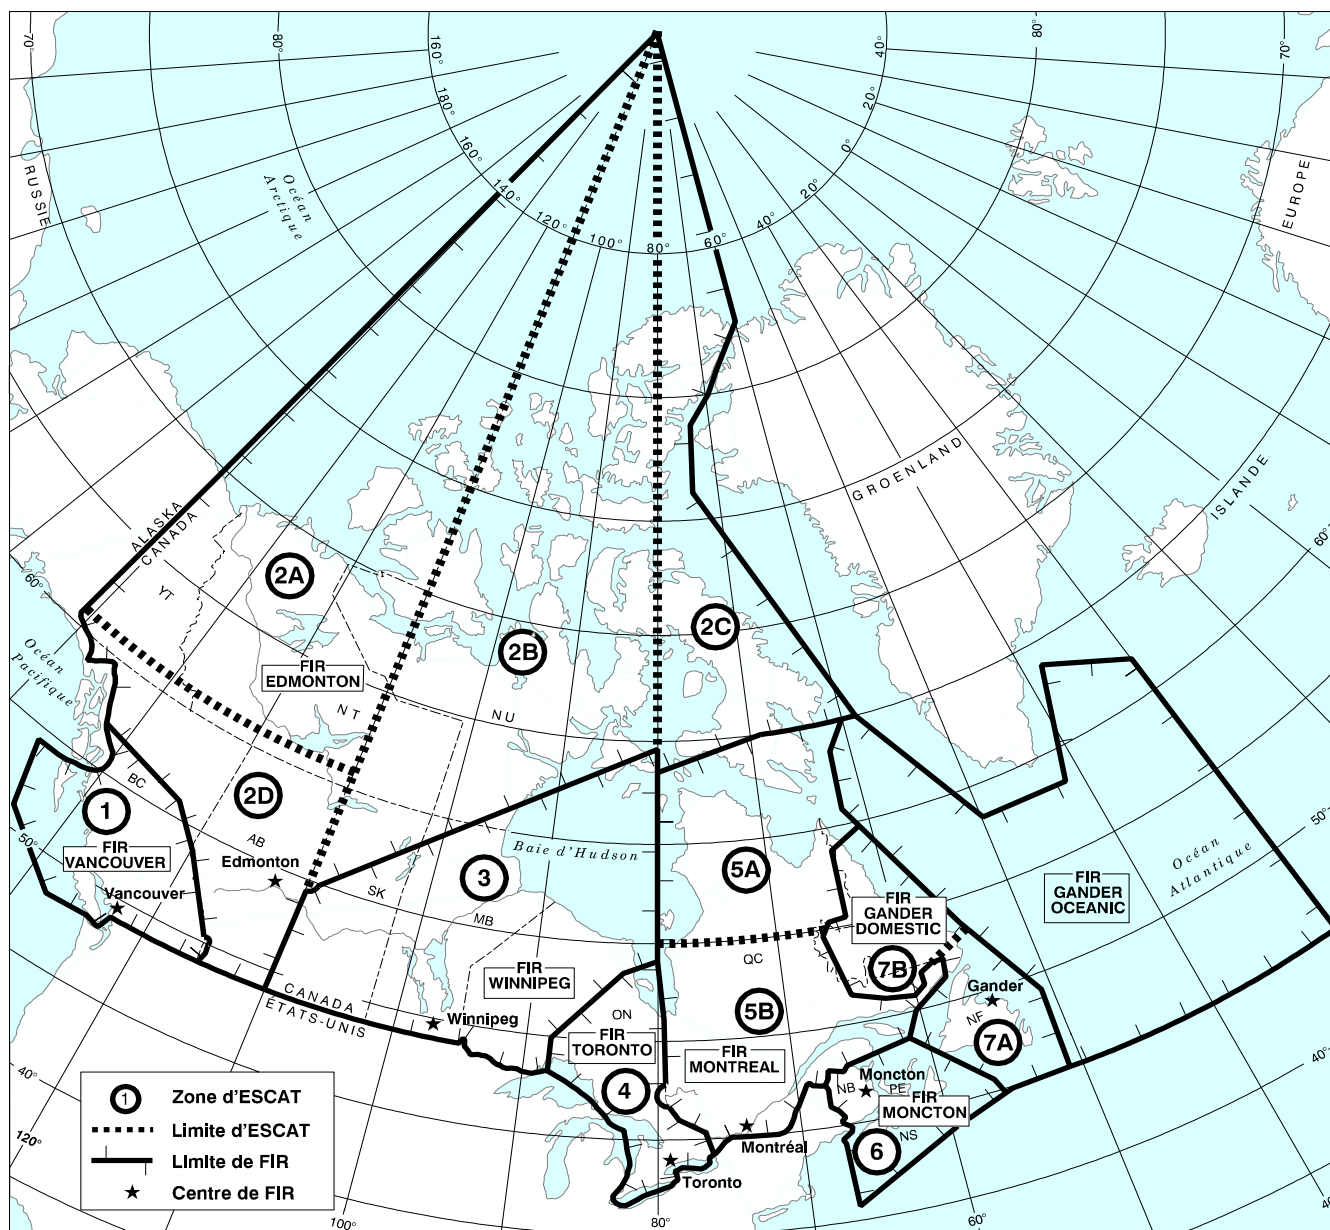 70°
80°
160°
180°
160°
140°
120°
100°
80°
60°
40°
20°
0°
20°
40°
80°
70°
RUSSIE
Océan
Arctique
EUROPE
GROENLAND
ISLANDE
60°
ALASKA
CANADA
60°
YT
2A
2B
2C
FIR
EDMONTON
NT
NU
Océan
Pacifique
BC
2D
AB
Edmonton
1
FIR
VANCOUVER
Vancouver
50°
SK
3
MB
Baie d'Hudson
5A
QC
FIR
GANDER
DOMESTIC
7B
FIR
GANDER
OCEANIC
Océan
Atlantique
50°
Gander
NF
7A
40°
FIR
WINNIPEG
Winnipeg
CANADA
ÉTATS-UNIS
ON
FIR
TORONTO
4
5B
FIR
MONTREAL
Moncton
NB
PE
FIR
MONCTON
NS
6
Montréal
Toronto
40°
120°
100°
80°
60°
40°
1 Zone d'ESCAT
Limite d'ESCAT
LImite de FIR
Centre de FIR